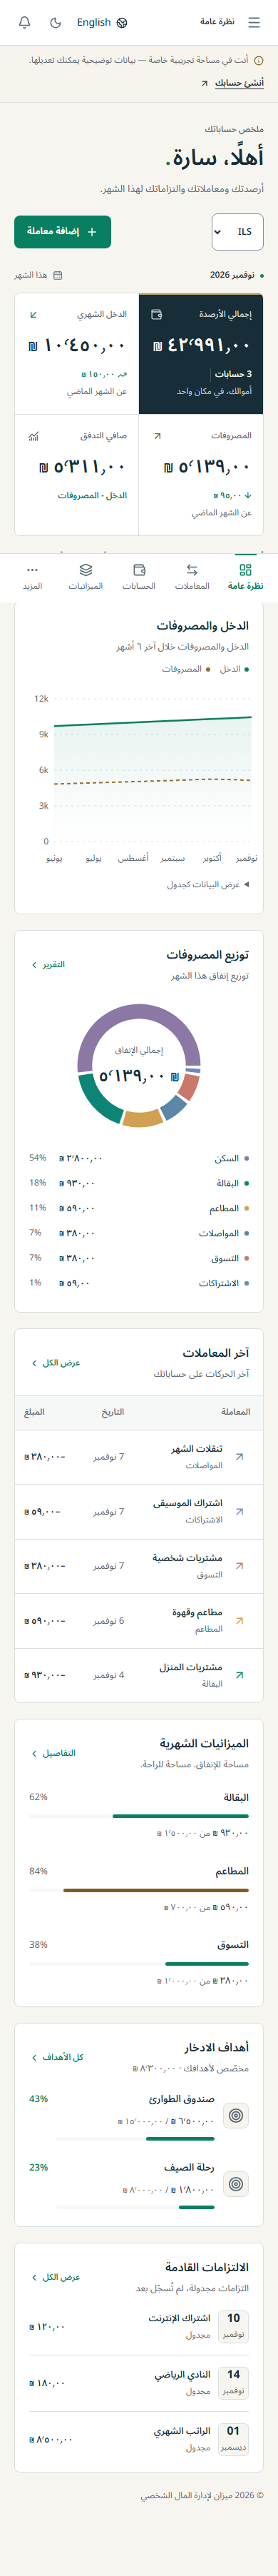 نظرة عامة
English
أنت في مساحة تجريبية خاصة — بيانات توضيحية يمكنك تعديلها.
أنشئ حسابك
ملخص حساباتك
أهلًا، سارة.
أرصدتك ومعاملاتك والتزاماتك لهذا الشهر.
ILS
إضافة معاملة
نوفمبر 2026
هذا الشهر
إجمالي الأرصدة
٤٢٬٩٩١٫٠٠ ₪
3 حسابات
أموالك، في مكان واحد
الدخل الشهري
١٠٬٤٥٠٫٠٠ ₪
١٥٠٫٠٠ ₪
عن الشهر الماضي
المصروفات
٥٬١٣٩٫٠٠ ₪
٩٥٫٠٠ ₪
عن الشهر الماضي
صافي التدفق
٥٬٣١١٫٠٠ ₪
الدخل - المصروفات
نظرة عامة
المعاملات
الحسابات
الميزانيات
المزيد
الدخل والمصروفات
الدخل والمصروفات خلال آخر ٦ أشهر
الدخل
المصروفات
12k
9k
6k
3k
0
يونيو
يوليو
أغسطس
سبتمبر
أكتوبر
نوفمبر
عرض البيانات كجدول
توزيع المصروفات
التقرير
توزيع إنفاق هذا الشهر
إجمالي الإنفاق
٥٬١٣٩٫٠٠ ₪
السكن ٢٬٨٠٠٫٠٠ ₪ 54%
البقالة ٩٣٠٫٠٠ ₪ 18%
المطاعم ٥٩٠٫٠٠ ₪ 11%
المواصلات ٣٨٠٫٠٠ ₪ 7%
التسوق ٣٨٠٫٠٠ ₪ 7%
الاشتراكات ٥٩٫٠٠ ₪ 1%
آخر المعاملات
عرض الكل
آخر الحركات على حساباتك
المعاملة التاريخ المبلغ
تنقلات الشهر
المواصلات
7 نوفمبر
−٣٨٠٫٠٠ ₪
اشتراك الموسيقى
الاشتراكات
7 نوفمبر
−٥٩٫٠٠ ₪
مشتريات شخصية
التسوق
7 نوفمبر
−٣٨٠٫٠٠ ₪
مطاعم وقهوة
المطاعم
6 نوفمبر
−٥٩٠٫٠٠ ₪
مشتريات المنزل
البقالة
4 نوفمبر
−٩٣٠٫٠٠ ₪
الميزانيات الشهرية
التفاصيل
مساحة للإنفاق. مساحة للراحة.
البقالة 62%
٩٣٠٫٠٠ ₪ من ١٬٥٠٠٫٠٠ ₪
المطاعم 84%
٥٩٠٫٠٠ ₪ من ٧٠٠٫٠٠ ₪
التسوق 38%
٣٨٠٫٠٠ ₪ من ١٬٠٠٠٫٠٠ ₪
أهداف الادخار
كل الأهداف
مخصّص لأهدافك ٨٬٣٠٠٫٠٠ ₪
صندوق الطوارئ 43%
٦٬٥٠٠٫٠٠ ₪ / ١٥٬٠٠٠٫٠٠ ₪
رحلة الصيف 23%
١٬٨٠٠٫٠٠ ₪ / ٨٬٠٠٠٫٠٠ ₪
الالتزامات القادمة
عرض الكل
التزامات مجدولة، لم تُسجّل بعد
10 نوفمبر
اشتراك الإنترنت
مجدول
١٢٠٫٠٠ ₪
14 نوفمبر
النادي الرياضي
مجدول
١٨٠٫٠٠ ₪
01 ديسمبر
الراتب الشهري
مجدول
٨٬٥٠٠٫٠٠ ₪
© 2026 ميزان لإدارة المال الشخصي